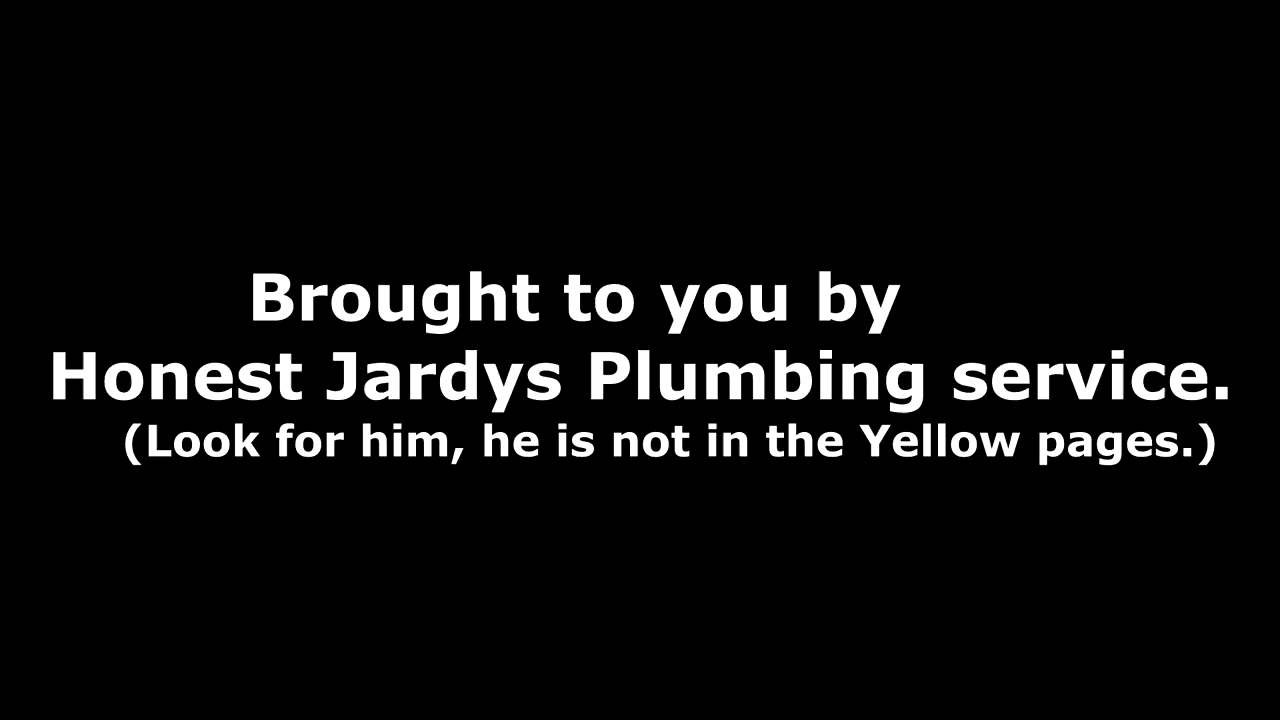 Brought to you by
Honest Jardys Plumbing service.
(Look for him, he is not in the Yellow pages.)